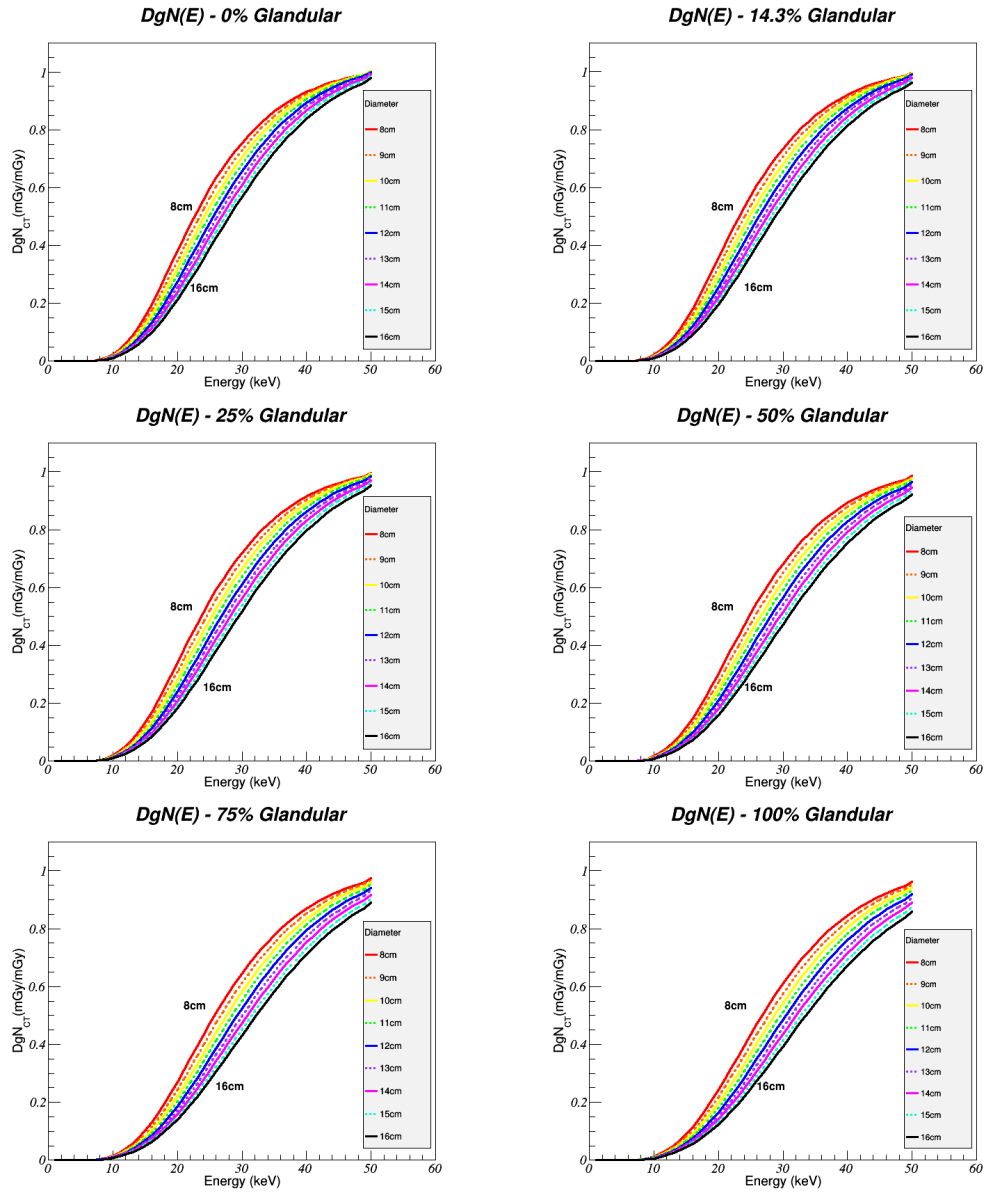 DgN(E) - 0% Glandular
DgN_CT(mGy/mGy)
1
0.8
0.6
0.4
0.2
0
8cm
16cm
Diameter
8cm
9cm
10cm
11cm
12cm
13cm
14cm
15cm
16cm
0 10 20 30 40 50 60
Energy (keV)
DgN(E) - 14.3% Glandular
DgN_CT(mGy/mGy)
1
0.8
0.6
0.4
0.2
0
8cm
16cm
Diameter
8cm
9cm
10cm
11cm
12cm
13cm
14cm
15cm
16cm
0 10 20 30 40 50 60
Energy (keV)
DgN(E) - 25% Glandular
DgN_CT(mGy/mGy)
1
0.8
0.6
0.4
0.2
0
8cm
16cm
Diameter
8cm
9cm
10cm
11cm
12cm
13cm
14cm
15cm
16cm
0 10 20 30 40 50 60
Energy (keV)
DgN(E) - 50% Glandular
DgN_CT(mGy/mGy)
1
0.8
0.6
0.4
0.2
0
8cm
16cm
Diameter
8cm
9cm
10cm
11cm
12cm
13cm
14cm
15cm
16cm
0 10 20 30 40 50 60
Energy (keV)
DgN(E) - 75% Glandular
DgN_CT(mGy/mGy)
1
0.8
0.6
0.4
0.2
0
8cm
16cm
Diameter
8cm
9cm
10cm
11cm
12cm
13cm
14cm
15cm
16cm
0 10 20 30 40 50 60
Energy (keV)
DgN(E) - 100% Glandular
DgN_CT(mGy/mGy)
1
0.8
0.6
0.4
0.2
0
8cm
16cm
Diameter
8cm
9cm
10cm
11cm
12cm
13cm
14cm
15cm
16cm
0 10 20 30 40 50 60
Energy (keV)